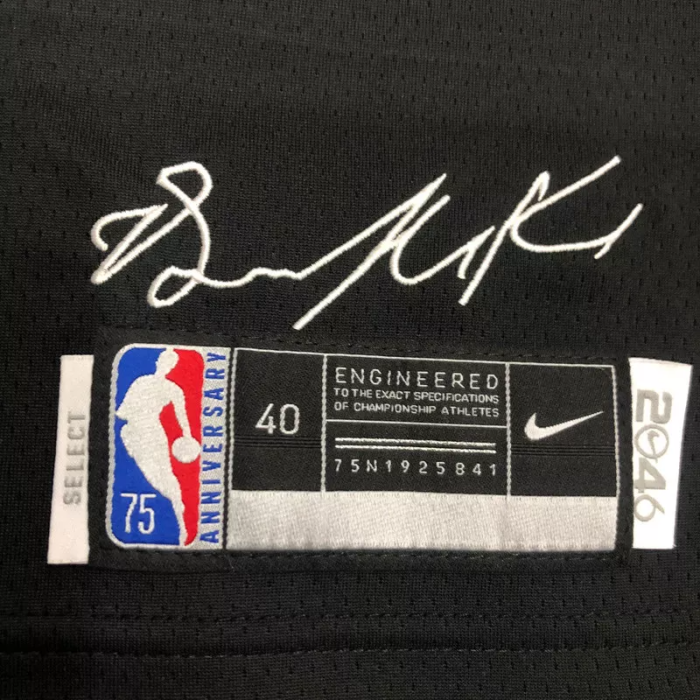 SELECT
75
ANNIVERSARY
40
ENGINEERED
TO THE EXACT SPECIFICATIONS
OF CHAMPIONSHIP ATHLETES
75N1925841
2046